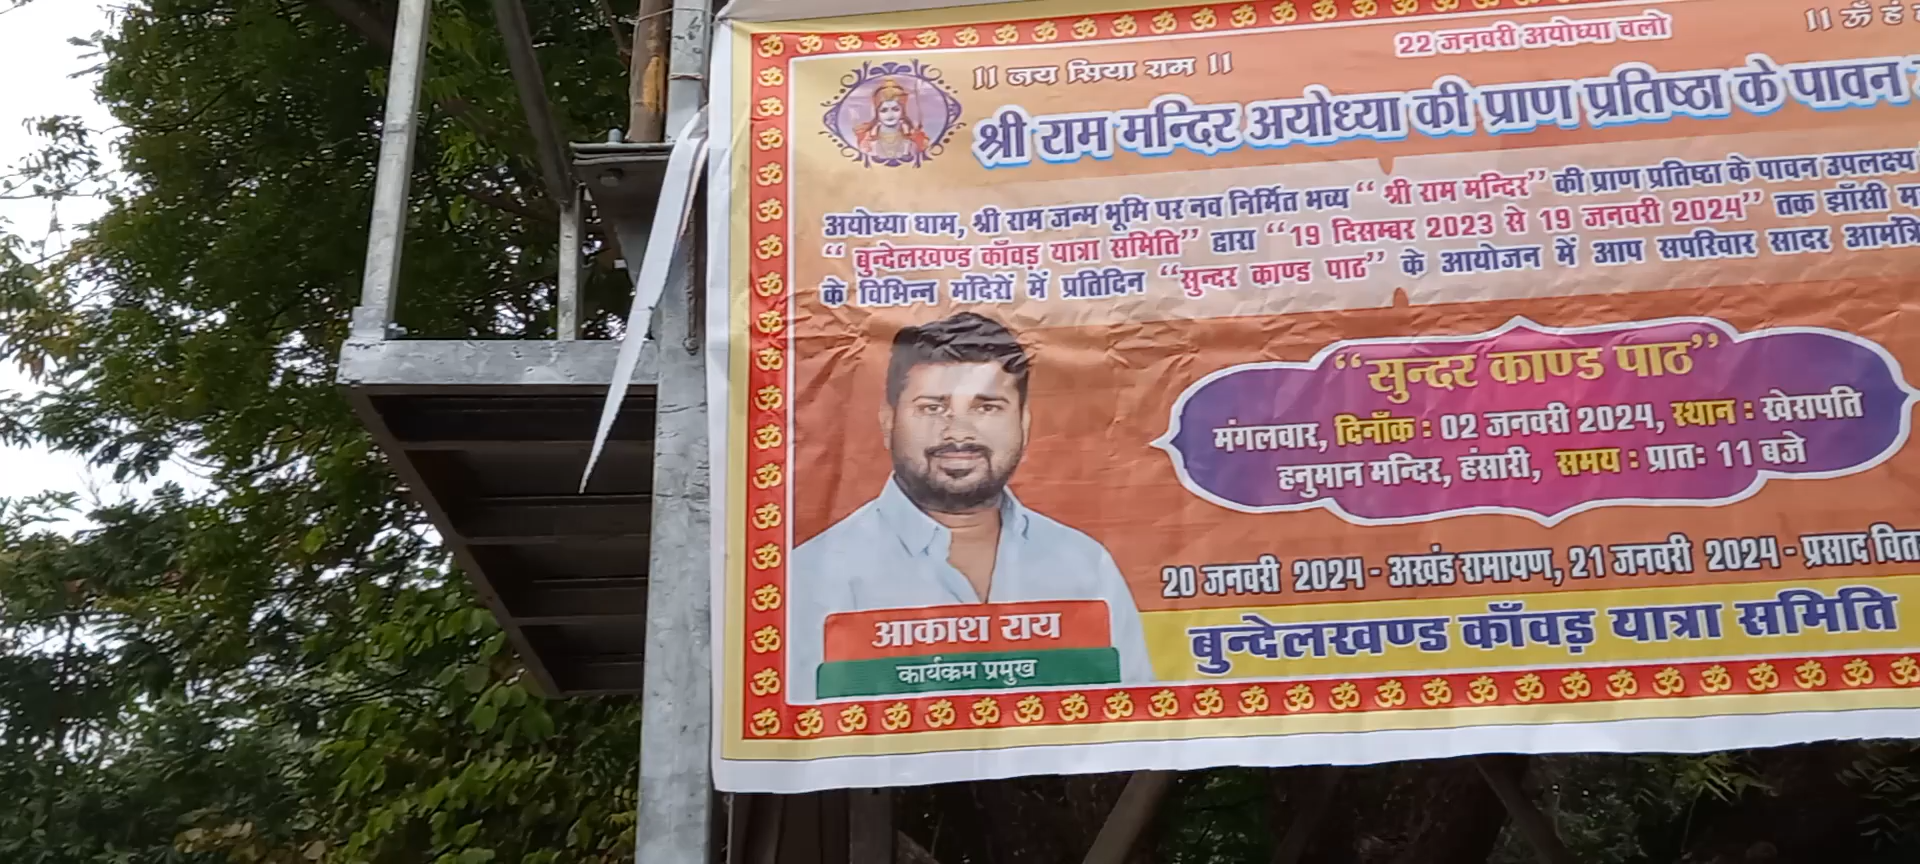 22 जनवरी अयोध्या चलो
।। जय सिया राम ।।
।। ऊँ हं
श्री राम मन्दिर अयोध्या की प्राण प्रतिष्ठा के पावन
अयोध्या धाम, श्री राम जन्म भूमि पर नव निर्मित भव्य “ श्री राम मन्दिर” की प्राण प्रतिष्ठा के पावन उपलक्ष्य
“ बुन्देलखण्ड काँवड़ यात्रा समिति” द्वारा “19 दिसम्बर 2023 से 19 जनवरी 2024” तक झाँसी
के विभिन्न मंदिरों में प्रतिदिन “सुन्दर काण्ड पाठ” के आयोजन में आप सपरिवार सादर
“सुन्दर काण्ड पाठ”
मंगलवार, दिनाँक : 02 जनवरी 2024, स्थान : खेरापति
हनुमान मन्दिर, हंसारी, समय : प्रातः 11 बजे
20 जनवरी 2024 - अखंड रामायण, 21 जनवरी 2024 - प्रसाद
आकाश राय
कार्यकम प्रमुख
बुन्देलखण्ड काँवड़ यात्रा समिति